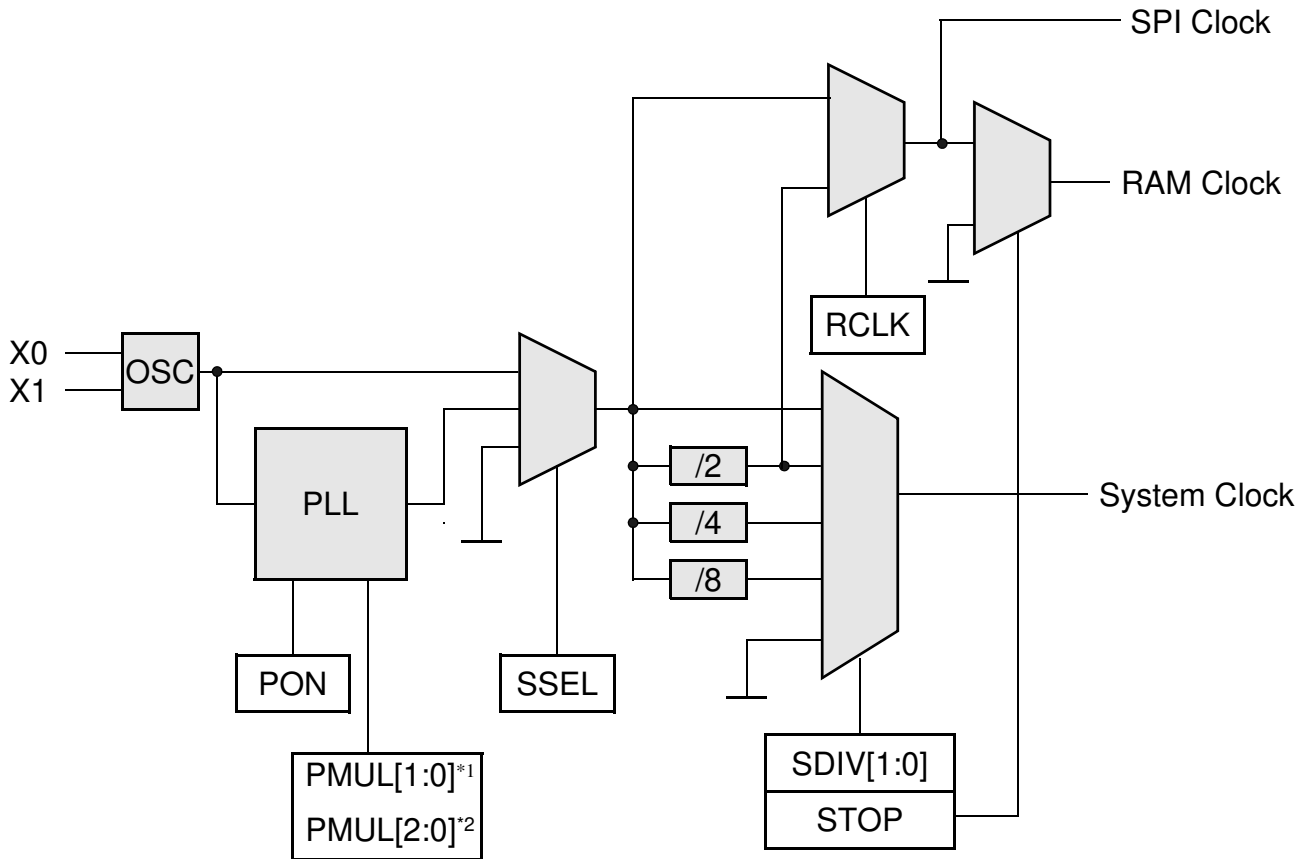 SPI Clock
RAM Clock
RCLK
X0
X1
OSC
/2
PLL
System Clock
/4
/8
PON
SSEL
SDIV[1:0]
PMUL[1:0]*1
STOP
PMUL[2:0]*2